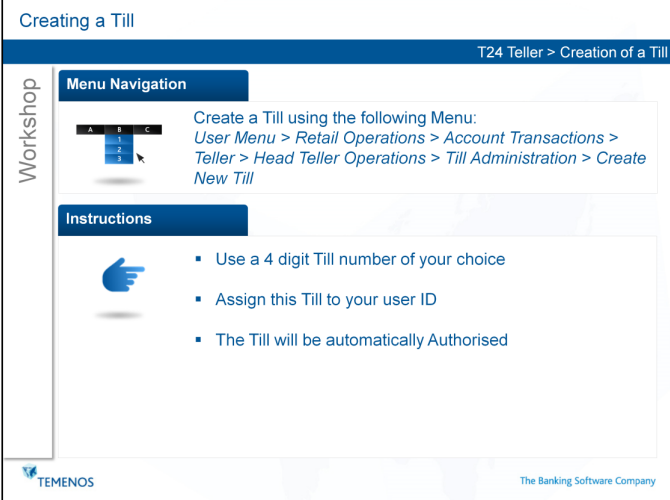 Creating a Till
T24 Teller > Creation of a Till
Workshop
Menu Navigation
A B C
1
2
3
Create a Till using the following Menu:
User Menu > Retail Operations > Account Transactions >
Teller > Head Teller Operations > Till Administration > Create
New Till
Instructions
▪ Use a 4 digit Till number of your choice
▪ Assign this Till to your user ID
▪ The Till will be automatically Authorised
TEMENOS
The Banking Software Company